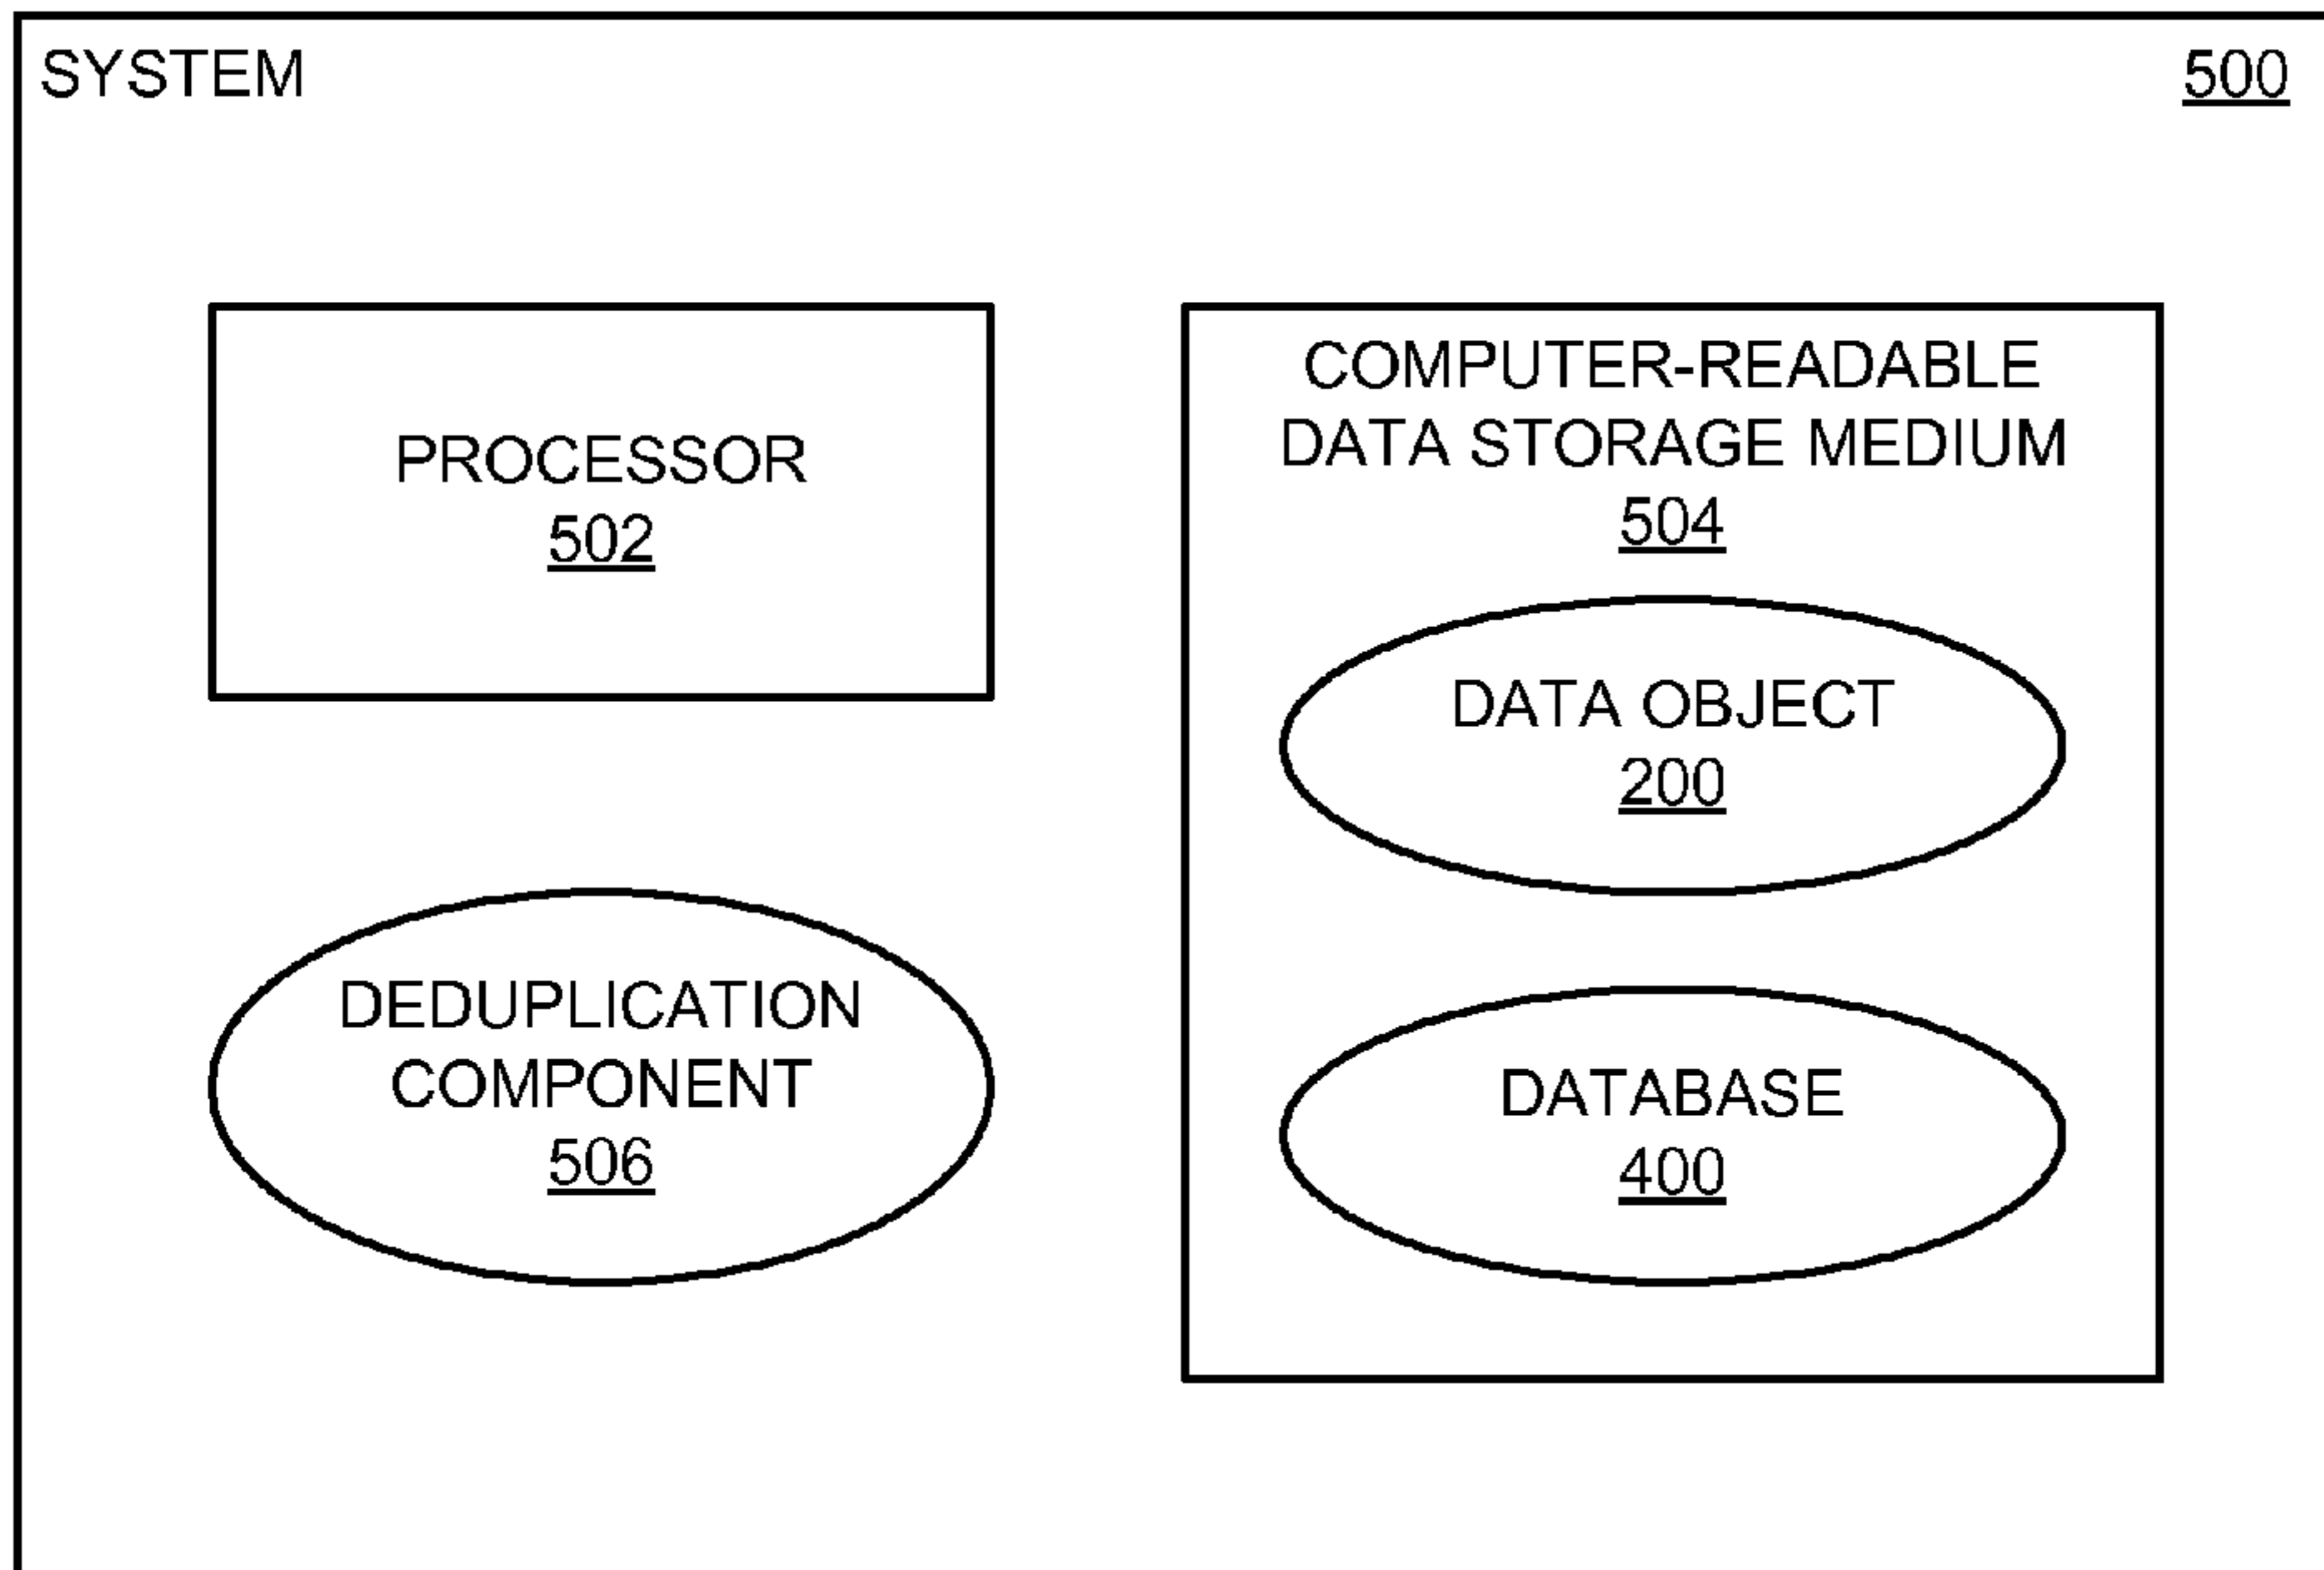 SYSTEM
500
PROCESSOR
502
COMPUTER-READABLE
DATA STORAGE MEDIUM
504
DATA OBJECT
200
DEDUPLICATION
COMPONENT
506
DATABASE
400